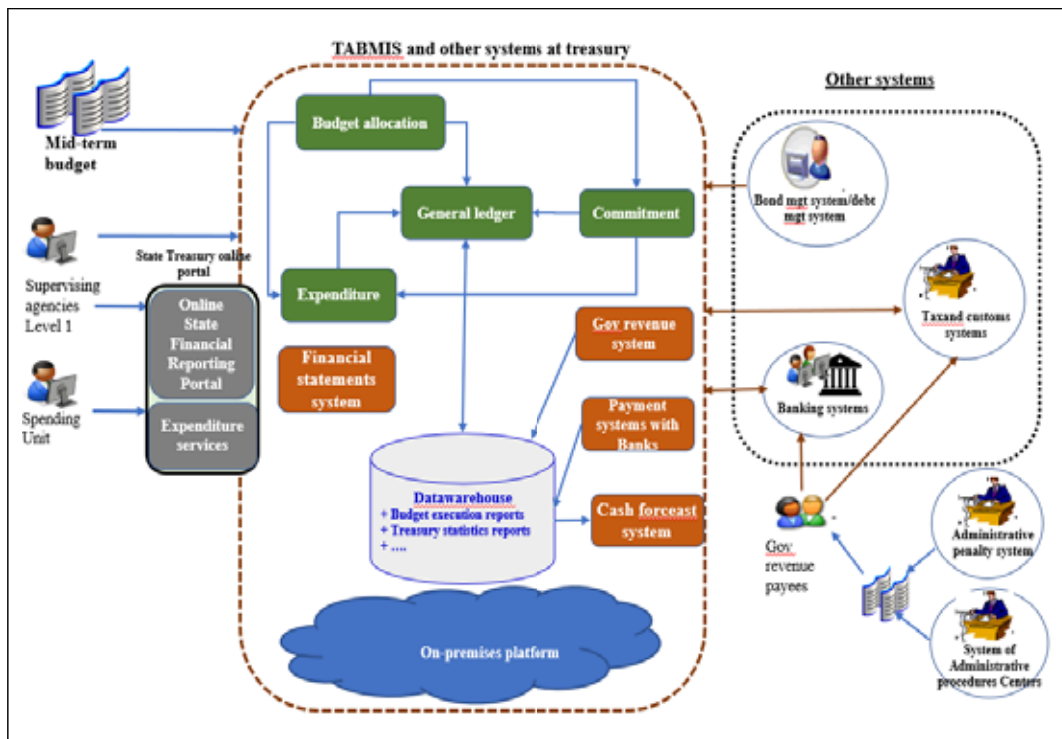 TABMIS and other systems at treasury
Mid-term
budget
Supervising
agencies
Level 1
Spending
Unit
State Treasury online
portal
Online
State
Financial
Reporting
Portal
Expenditure
services
Budget allocation
General ledger
Commitment
Expenditure
Financial
statements
system
Gov revenue
system
Payment
systems with
Banks
Cash forceast
system
Datawarehouse
+ Budget execution reports
+ Treasury statistics reports
+ ....
On-premises platform
Other systems
Bond mgt system/debt
mgt system
Taxand customs
systems
Banking systems
Gov
revenue
payees
Administrative
penalty system
System of
Administrative
procedures Centers